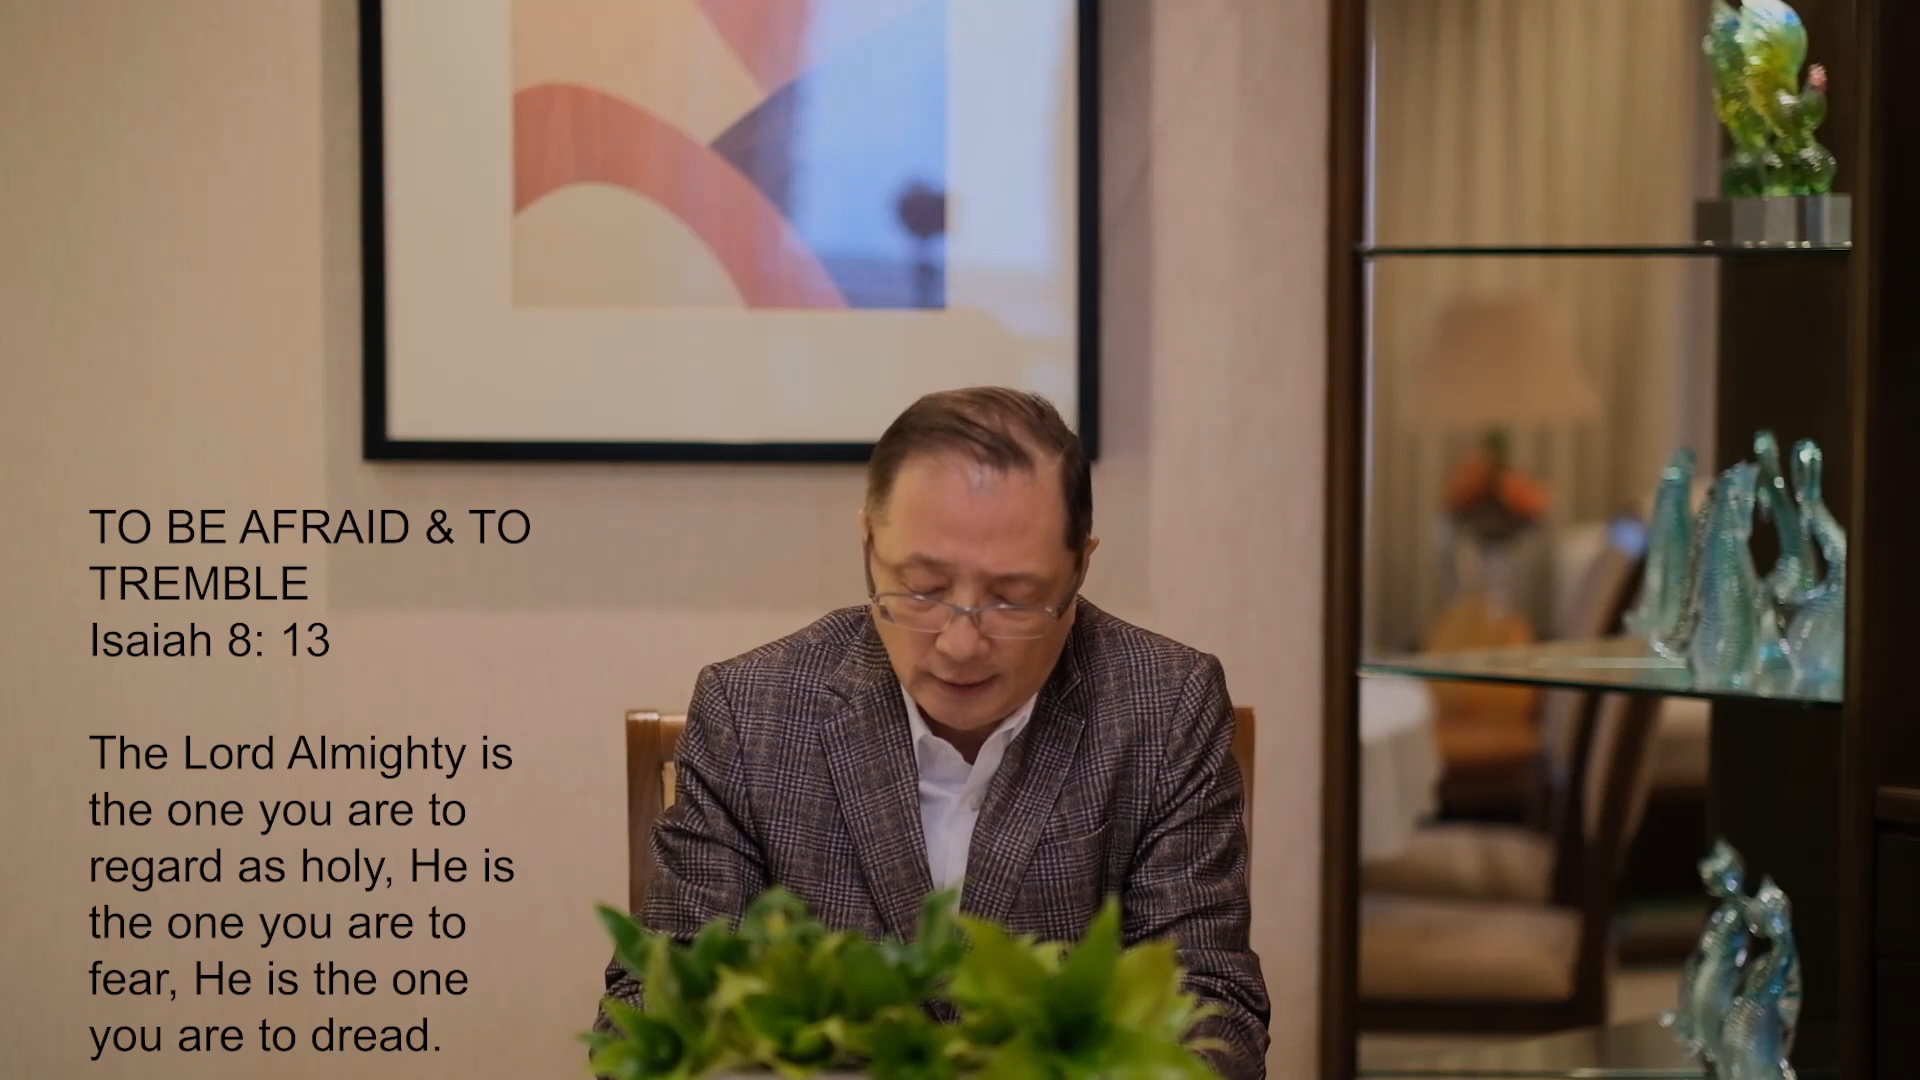 TO BE AFRAID & TO
TREMBLE
Isaiah 8: 13
The Lord Almighty is
the one you are to
regard as holy, He is
the one you are to
fear, He is the one
you are to dread.